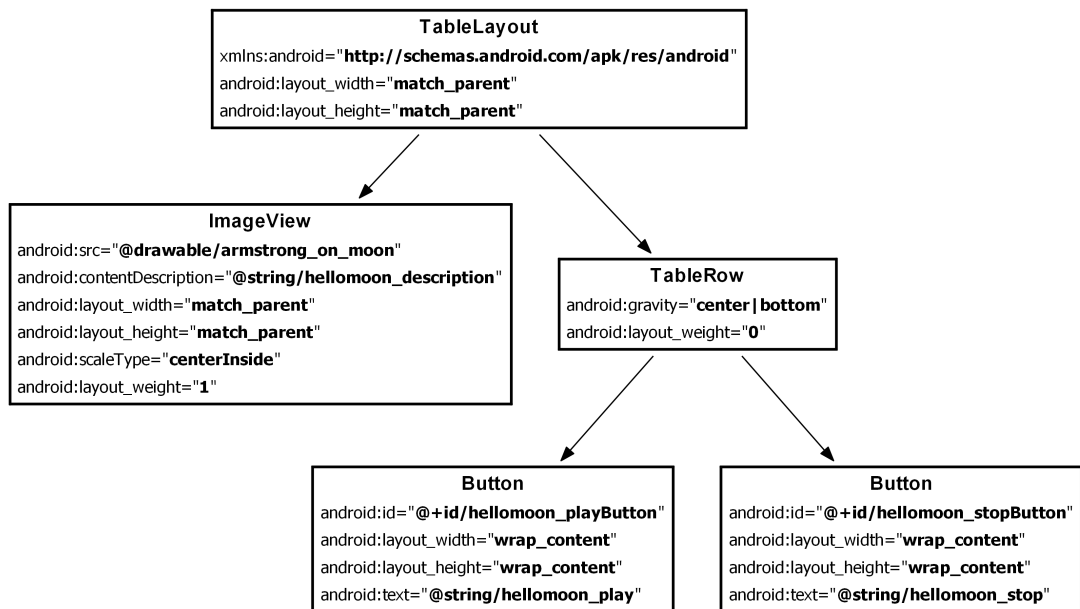 TableLayout
xmlns:android="http://schemas.android.com/apk/res/android"
android:layout_width="match_parent"
android:layout_height="match_parent"
ImageView
android:src="@drawable/armstrong_on_moon"
android:contentDescription="@string/hellomoon_description"
android:layout_width="match_parent"
android:layout_height="match_parent"
android:scaleType="centerInside"
android:layout_weight="1"
TableRow
android:gravity="center|bottom"
android:layout_weight="0"
Button
android:id="@+id/hellomoon_playButton"
android:layout_width="wrap_content"
android:layout_height="wrap_content"
android:text="@string/hellomoon_play"
Button
android:id="@+id/hellomoon_stopButton"
android:layout_width="wrap_content"
android:layout_height="wrap_content"
android:text="@string/hellomoon_stop"